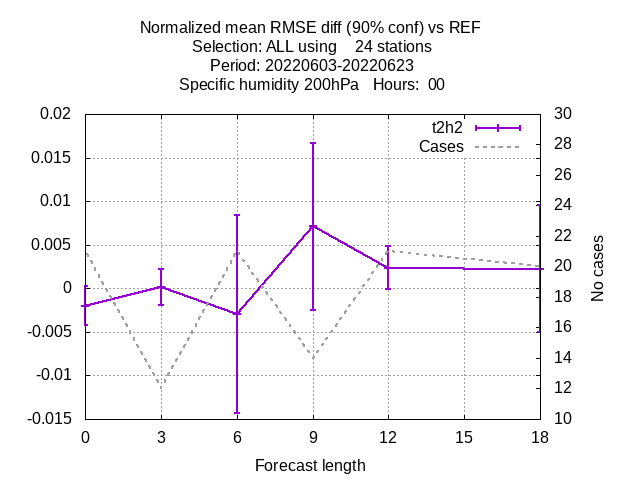 Normalized mean RMSE diff (90% conf) vs REF
Selection: ALL using    24 stations
Period: 20220603-20220623
Specific humidity 200hPa   Hours:  00
0.02
0.015
0.01
0.005
0
-0.005
-0.01
-0.015
t2h2
Cases
30
28
26
24
22
20
18
16
14
12
10
No cases
0 3 6 9 12 15 18
Forecast length